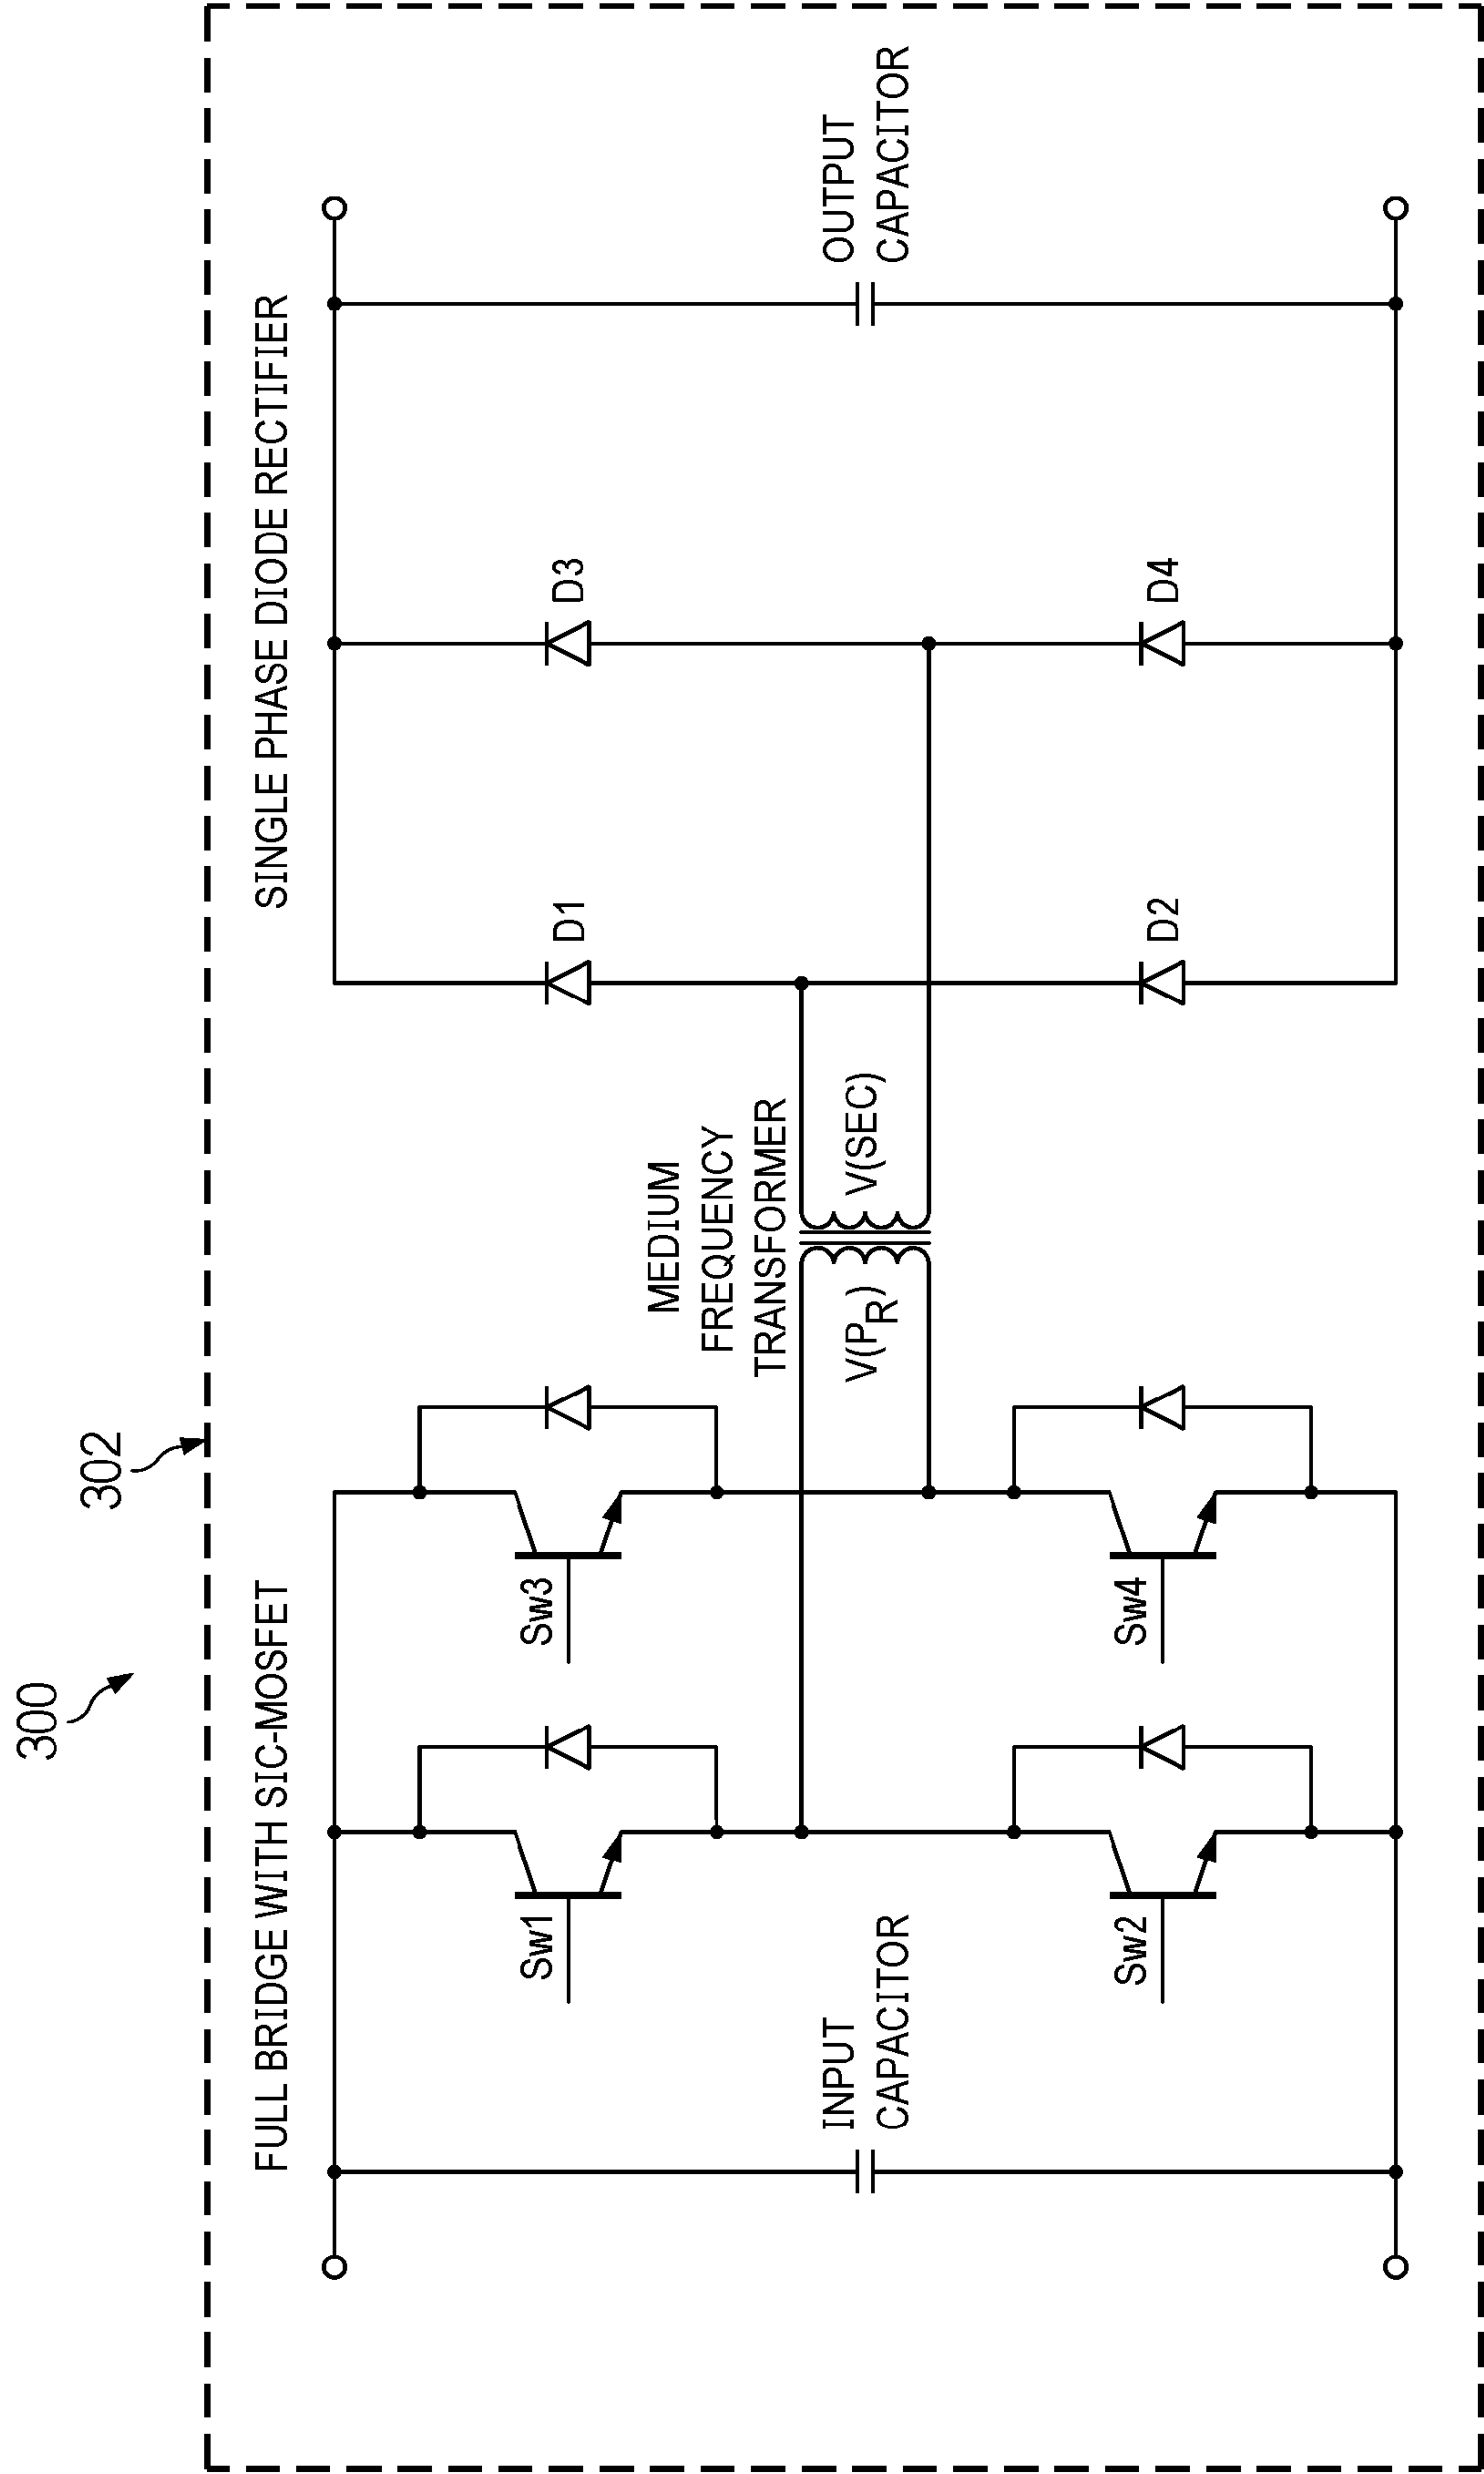 300
302
FULL BRIDGE WITH SIC-MOSFET
SINGLE PHASE DIODE RECTIFIER
Sw1
Sw3
D1
D3
MEDIUM
FREQUENCY
TRANSFORMER
INPUT
CAPACITOR
V(PR)
V(SEC)
OUTPUT
CAPACITOR
Sw2
Sw4
D2
D4